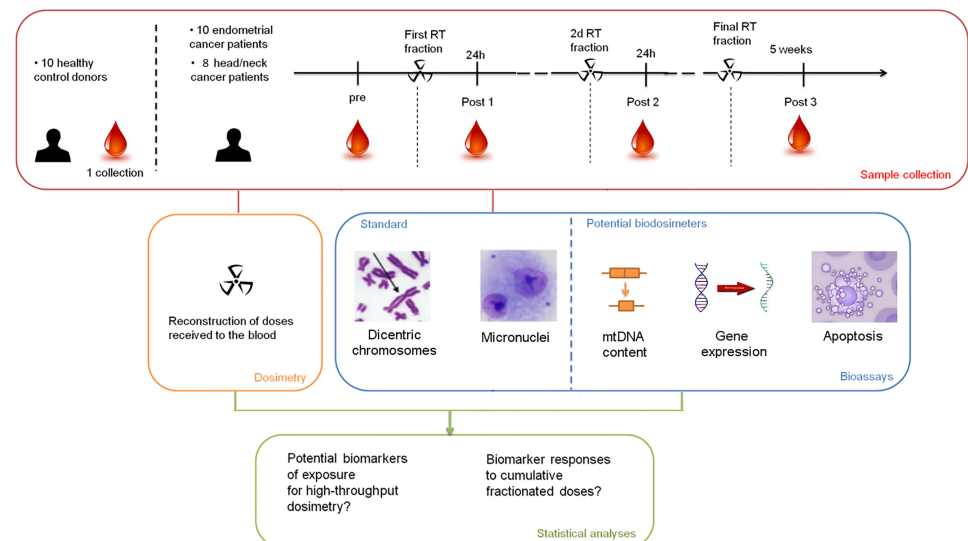 • 10 healthy
control donors
1 collection
• 10 endometrial
cancer patients
• 8 head/neck
cancer patients
pre
First RT
fraction
24h
Post 1
2d RT
fraction
24h
Post 2
Final RT
fraction
5 weeks
Post 3
Sample collection
Reconstruction of doses
received to the blood
Dosimetry
Standard
Dicentric
chromosomes
Micronuclei
Potential biodosimeters
mtDNA
content
Gene
expression
Apoptosis
Bioassays
Potential biomarkers
of exposure
for high-throughput
dosimetry?
Biomarker responses
to cumulative
fractionated doses?
Statistical analyses